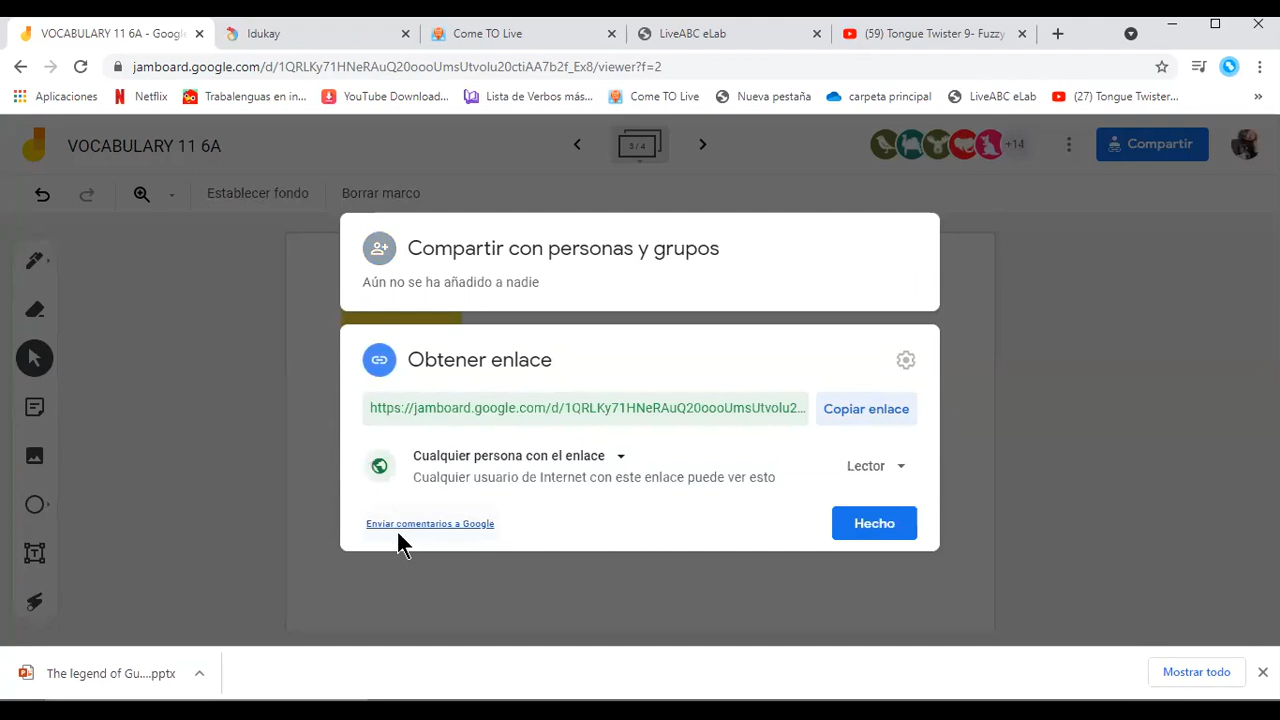 VOCABULARY 11 6A - Google
Idukay
Come TO Live
LiveABC eLab
(59) Tongue Twister 9- Fuzzy
jamboard.google.com/d/1QRLKy71HNeRAuQ20oooUmsUtvolu20ctiAA7b2f_Ex8/viewer?f=2
Aplicaciones
Netflix
Trabalenguas en in...
YouTube Download...
Lista de Verbos más...
Come TO Live
Nueva pestaña
carpeta principal
LiveABC eLab
(27) Tongue Twister...
»
VOCABULARY 11 6A
3 / 4
+14
Compartir
Establecer fondo
Borrar marco
Compartir con personas y grupos
Aún no se ha añadido a nadie
Obtener enlace
https://jamboard.google.com/d/1QRLKy71HNeRAuQ20oooUmsUtvolu2...
Copiar enlace
Cualquier persona con el enlace
Cualquier usuario de Internet con este enlace puede ver esto
Lector
Enviar comentarios a Google
Hecho
The legend of Gu....pptx
Mostrar todo